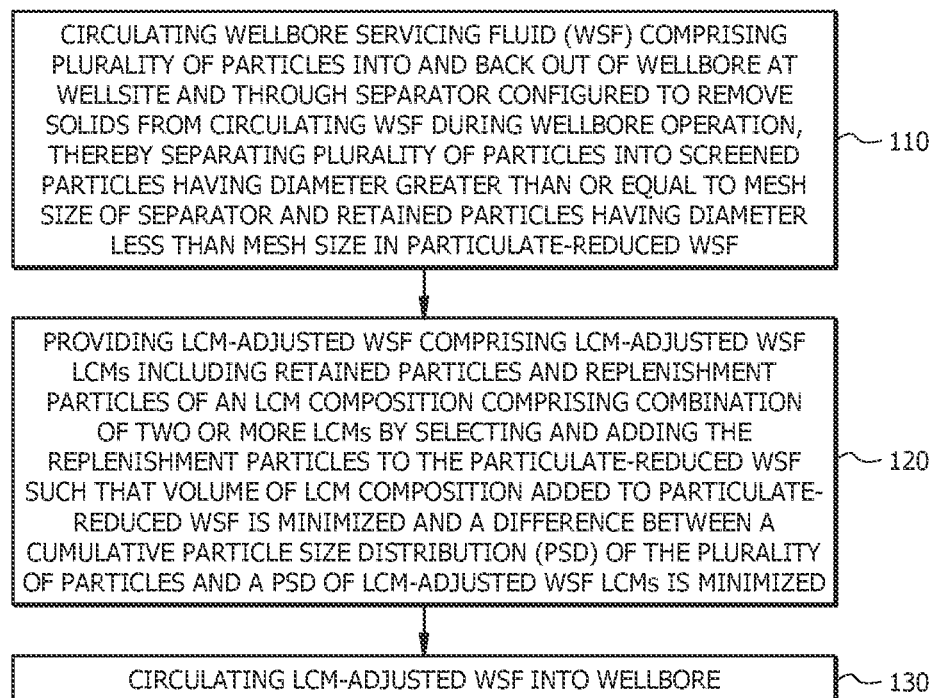 CIRCULATING WELLBORE SERVICING FLUID (WSF) COMPRISING
PLURALITY OF PARTICLES INTO AND BACK OUT OF WELLBORE AT
WELLSITE AND THROUGH SEPARATOR CONFIGURED TO REMOVE
SOLIDS FROM CIRCULATING WSF DURING WELLBORE OPERATION,
THEREBY SEPARATING PLURALITY OF PARTICLES INTO SCREENED
PARTICLES HAVING DIAMETER GREATER THAN OR EQUAL TO MESH
SIZE OF SEPARATOR AND RETAINED PARTICLES HAVING DIAMETER
LESS THAN MESH SIZE IN PARTICULATE-REDUCED WSF
110
PROVIDING LCM-ADJUSTED WSF COMPRISING LCM-ADJUSTED WSF
LCMs INCLUDING RETAINED PARTICLES AND REPLENISHMENT
PARTICLES OF AN LCM COMPOSITION COMPRISING COMBINATION
OF TWO OR MORE LCMs BY SELECTING AND ADDING THE
REPLENISHMENT PARTICLES TO THE PARTICULATE-REDUCED WSF
SUCH THAT VOLUME OF LCM COMPOSITION ADDED TO PARTICULATE-
REDUCED WSF IS MINIMIZED AND A DIFFERENCE BETWEEN A
CUMULATIVE PARTICLE SIZE DISTRIBUTION (PSD) OF THE PLURALITY
OF PARTICLES AND A PSD OF LCM-ADJUSTED WSF LCMs IS MINIMIZED
120
CIRCULATING LCM-ADJUSTED WSF INTO WELLBORE
130